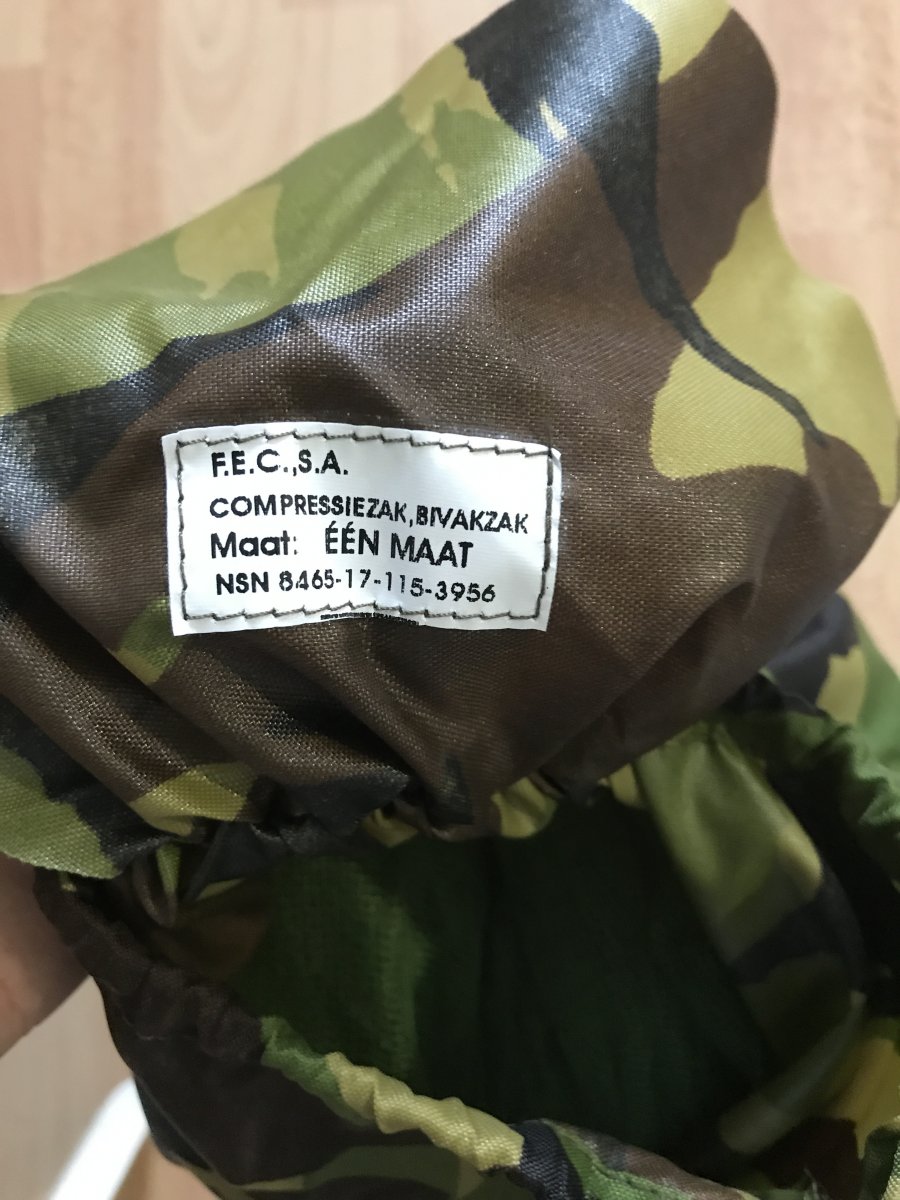 F.E.C.,S.A.
COMPRESSIEZAK,BIVAKZAK
Maat: ÉÉN MAAT
NSN 8465-17-115-3956